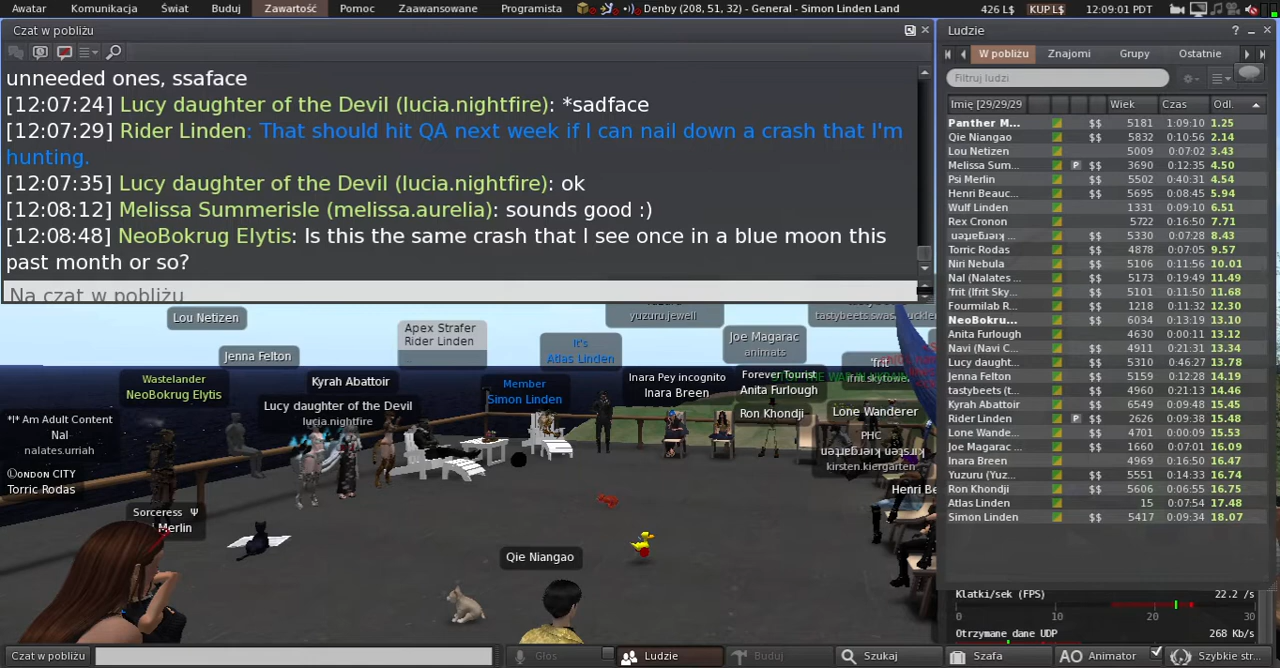 Awatar Komunikacja Świat Buduj Zawartość Pomoc Zaawansowane Programista Denby (208, 51, 32) - General - Simon Linden Land 426 L$ KUP L$ 12:09:01 PDT
Czat w pobliżu
unneeded ones, ssaface
[12:07:24] Lucy daughter of the Devil (lucia.nightfire): *sadface
[12:07:29] Rider Linden: That should hit QA next week if I can nail down a crash that I'm
hunting.
[12:07:35] Lucy daughter of the Devil (lucia.nightfire): ok
[12:08:12] Melissa Summerisle (melissa.aurelia): sounds good :)
[12:08:48] NeoBokrug Elytis: Is this the same crash that I see once in a blue moon this
past month or so?
Na czat w pobliżu
Lou Netizen
yuzuru.jewell
Apex Strafer
Rider Linden
Joe Magarac
animats
It's
Atlas Linden
Jenna Felton
Wastelander
NeoBokrug Elytis
Kyrah Abattoir
Member
Simon Linden
Inara Pey incognito
Inara Breen
Forever Tourist
Anita Furlough
Lucy daughter of the Devil
lucia.nightfire
Ron Khondji
Lone Wanderer
*!* Am Adult Content
Nal
nalates.urriah
PHC
kirsten.kiergarten
ⒸONDON CITY
Torric Rodas
Henri Be
Sorceress Ψ
Merlin
Qie Niangao
Ludzie
W pobliżu Znajomi Grupy Ostatnie
Filtruj ludzi
Imię [29/29/29 Wiek Czas Odl.
Panther M... $$ 5181 1:09:10 1.25
Qie Niangao $$ 5832 0:10:56 2.14
Lou Netizen 5009 0:07:02 3.43
Melissa Sum... P $$ 3690 0:12:35 4.50
Psi Merlin $$ 5502 0:40:31 4.54
Henri Beauc... $$ 5695 0:08:45 5.94
Wulf Linden 1331 0:09:10 6.51
Rex Cronon 5722 0:16:50 7.71
$$ 5330 0:07:28 8.43
Torric Rodas $$ 4878 0:07:05 9.57
Niri Nebula $$ 5106 0:11:56 10.01
Nal (Nalates ... $$ 5173 0:19:49 11.49
'frit (Ifrit Sky... $$ 5101 0:11:50 11.68
Fourmilab R... $$ 1218 0:11:32 12.30
NeoBokru... $$ 6034 0:13:19 13.10
Anita Furlough 4630 0:00:11 13.12
Navi (Navi C... $$ 4911 0:21:31 13.34
Lucy daught... $$ 5310 0:46:27 13.78
Jenna Felton $$ 5159 0:12:28 14.19
tastybeets (t... $$ 4960 0:21:13 14.46
Kyrah Abattoir $$ 6549 0:09:48 15.45
Rider Linden P $$ 2626 0:09:38 15.48
Lone Wande... $$ 4701 0:00:09 15.53
Joe Magarac ... $$ 1660 0:07:01 16.09
Inara Breen 4969 0:16:50 16.47
Yuzuru (Yuz... $$ 5551 0:14:33 16.74
Ron Khondji $$ 5606 0:06:55 16.75
Atlas Linden 15 0:07:54 17.48
Simon Linden $$ 5417 0:09:34 18.07
Klatki/sek (FPS) 22.2 /s
0 10 20 30
Otrzymane dane UDP 268 Kb/s
Czat w pobliżu Głos Ludzie Buduj Szukaj Szafa AO Animator Szybkie str...